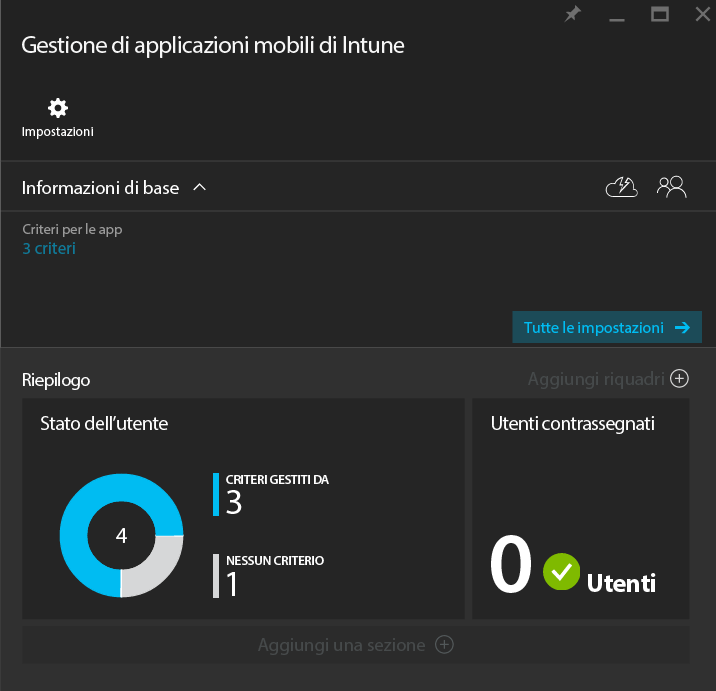 Gestione di applicazioni mobili di Intune
Impostazioni
Informazioni di base
Criteri per le app
3 criteri
Tutte le impostazioni
Riepilogo
Aggiungi riquadri
Stato dell'utente
4
CRITERI GESTITI DA
3
NESSUN CRITERIO
1
Utenti contrassegnati
0 Utenti
Aggiungi una sezione